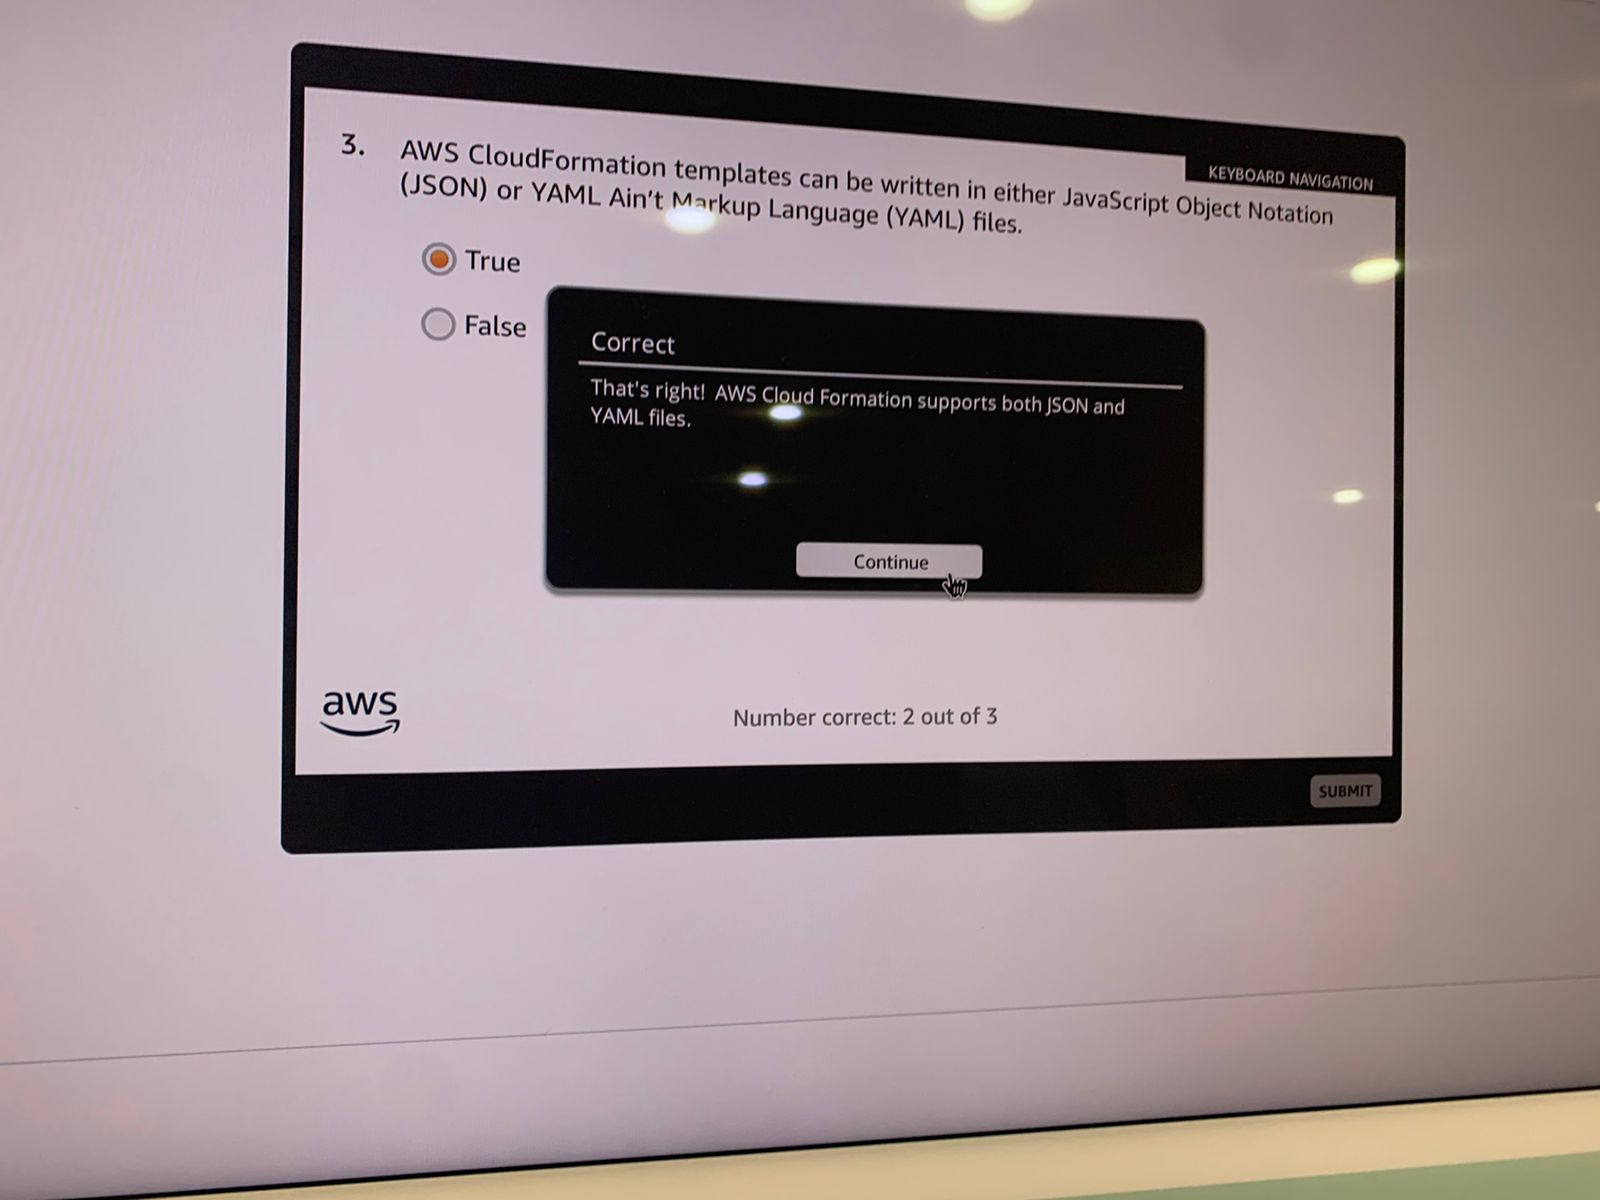 KEYBOARD NAVIGATION
3. AWS CloudFormation templates can be written in either JavaScript Object Notation
(JSON) or YAML Ain't Markup Language (YAML) files.
True
False
Correct
That's right! AWS Cloud Formation supports both JSON and
YAML files.
Continue
aws
Number correct: 2 out of 3
SUBMIT